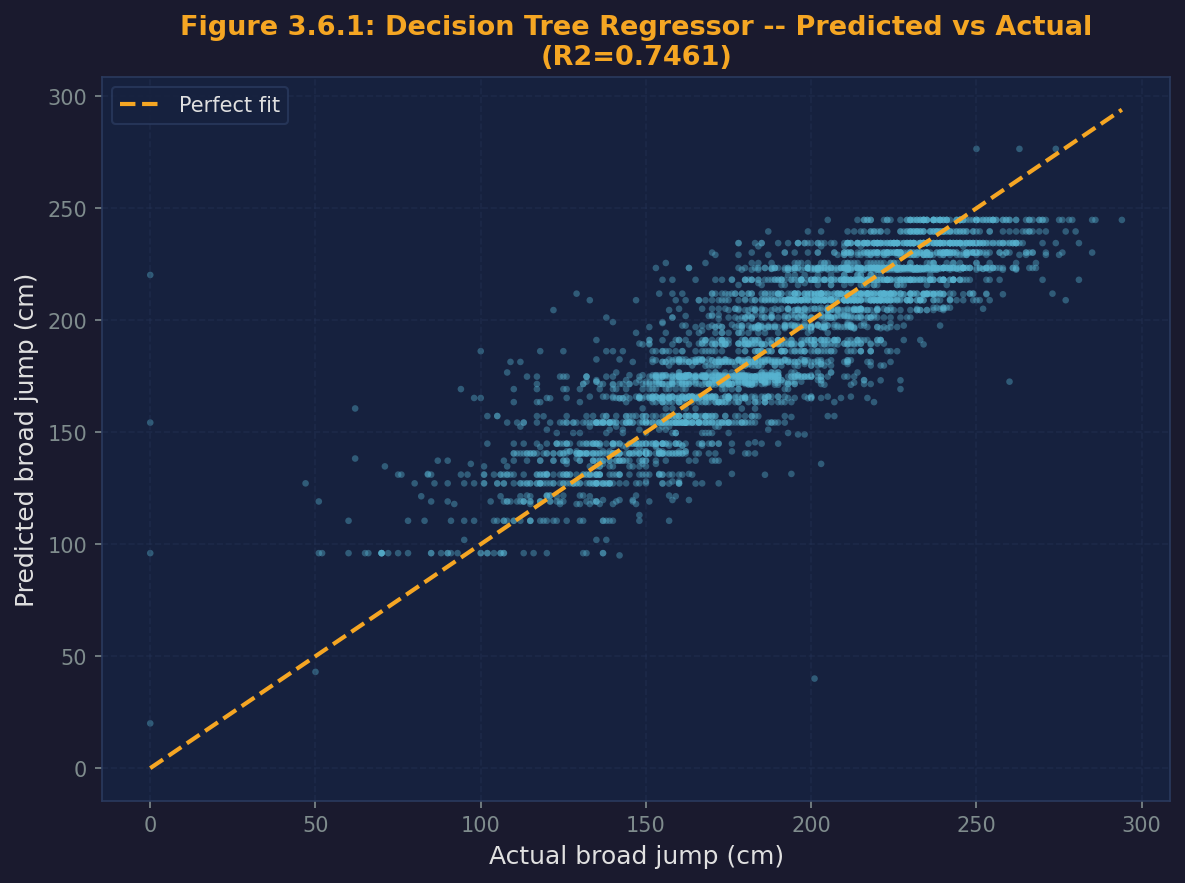 Figure 3.6.1: Decision Tree Regressor -- Predicted vs Actual
(R2=0.7461)
Perfect fit
Predicted broad jump (cm)
300
250
200
150
100
50
0
0 50 100 150 200 250 300
Actual broad jump (cm)